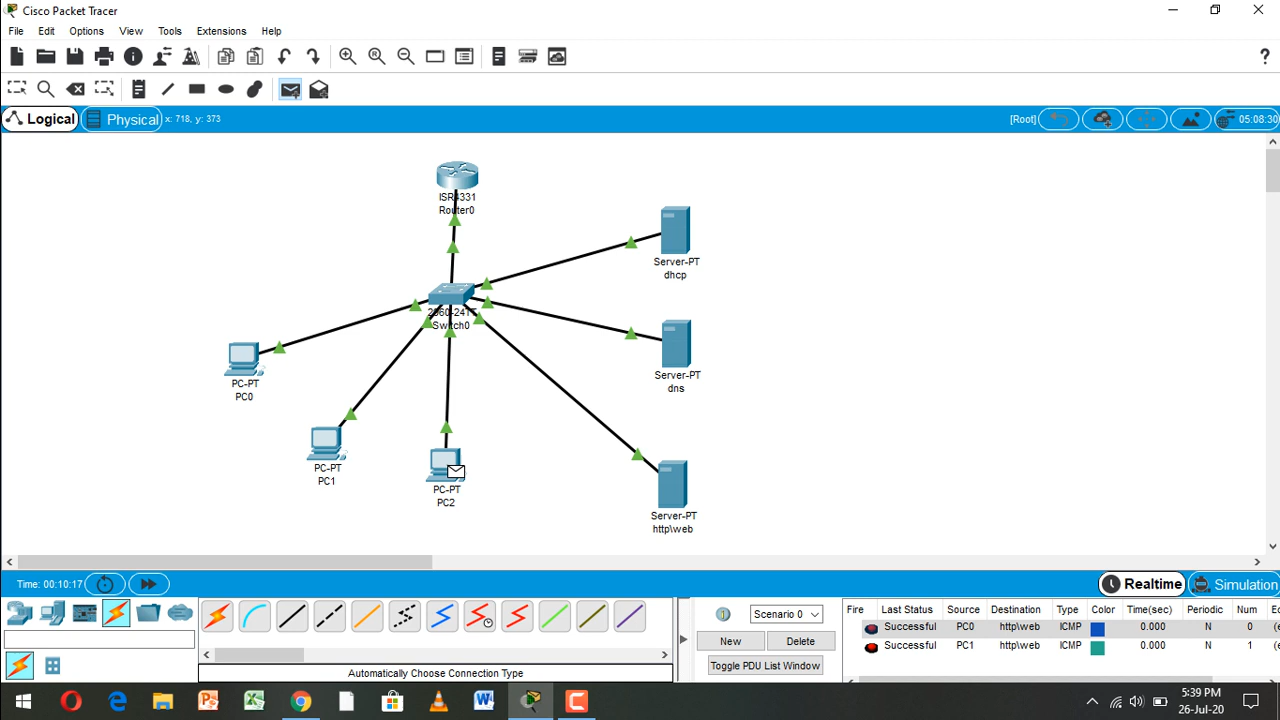 Cisco Packet Tracer
File Edit Options View Tools Extensions Help
Logical Physical x: 718, y: 373 [Root] 05:08:30
ISR4331
Router0
Server-PT
dhcp
2960-24TT
Switch0
Server-PT
dns
PC-PT
PC0
PC-PT
PC1
PC-PT
PC2
Server-PT
http\web
Time: 00:10:17 Realtime Simulation
Scenario 0
New Delete
Toggle PDU List Window
Automatically Choose Connection Type
Fire Last Status Source Destination Type Color Time(sec) Periodic Num
Successful PC0 http\web ICMP 0.000 N 0 (e
Successful PC1 http\web ICMP 0.000 N 1 (e
5:39 PM
26-Jul-20